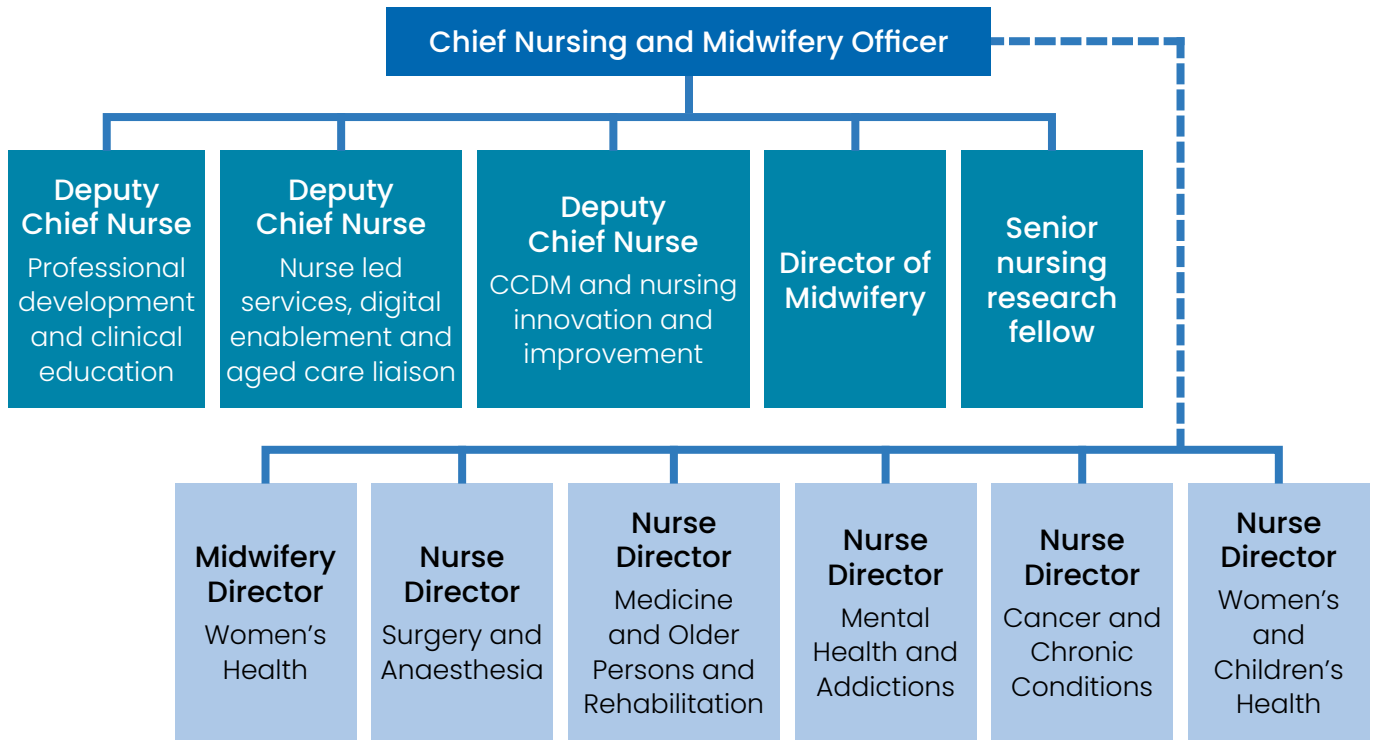 Chief Nursing and Midwifery Officer
Deputy
Chief Nurse
Professional
development
and clinical
education
Deputy
Chief Nurse
Nurse led
services, digital
enablement and
aged care liaison
Deputy
Chief Nurse
CCDM and nursing
innovation and
improvement
Director of
Midwifery
Senior
nursing
research
fellow
Midwifery
Director
Women’s
Health
Nurse
Director
Surgery and
Anaesthesia
Nurse
Director
Medicine
and Older
Persons and
Rehabilitation
Nurse
Director
Mental
Health and
Addictions
Nurse
Director
Cancer and
Chronic
Conditions
Nurse
Director
Women’s
and
Children’s
Health